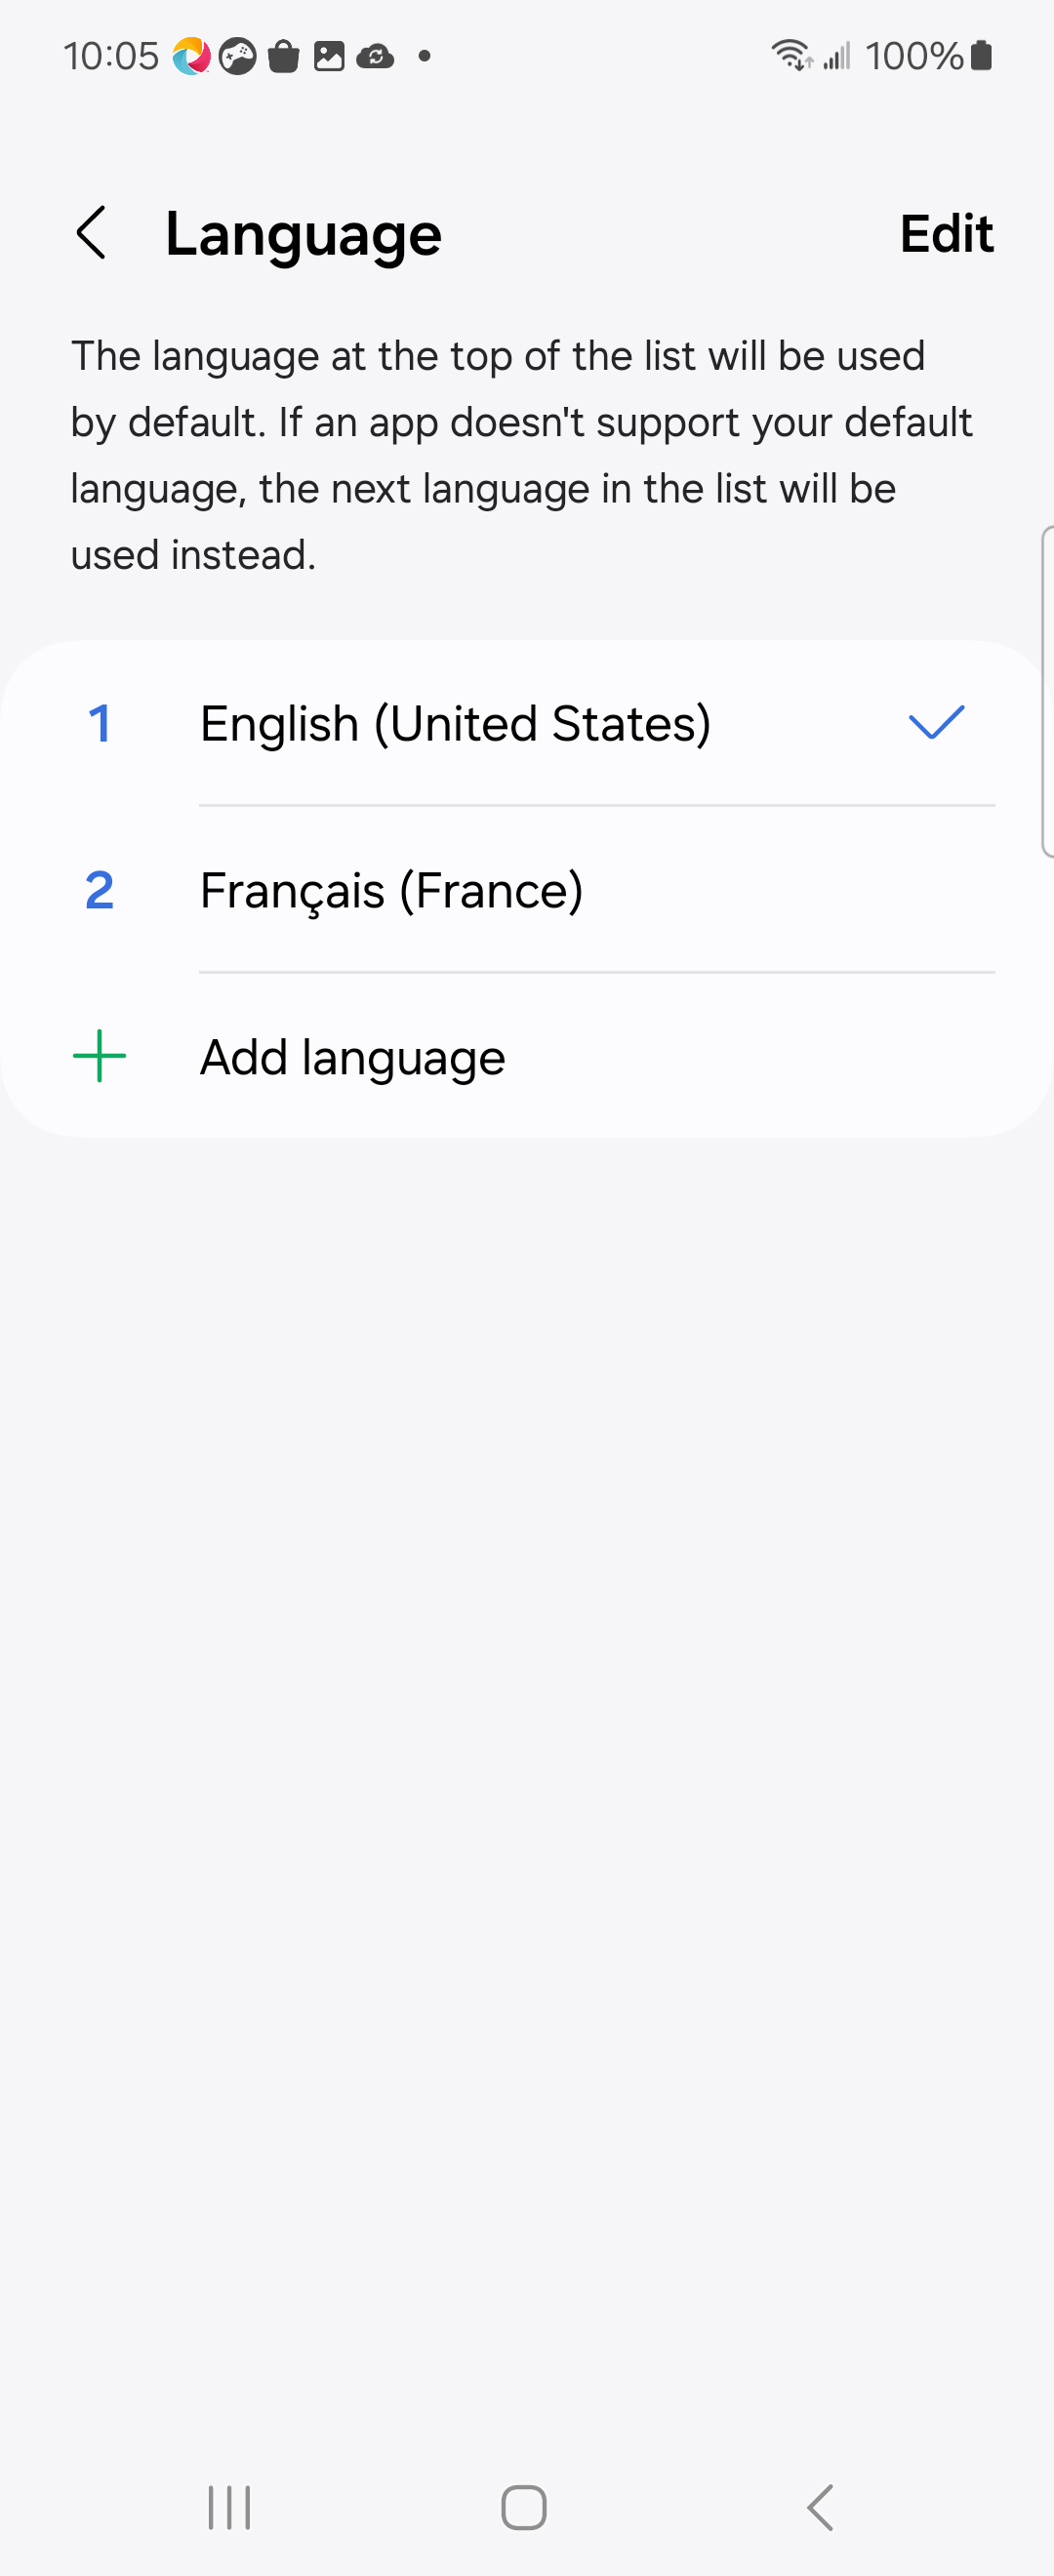 10:05
100%
Language
Edit
The language at the top of the list will be used
by default. If an app doesn't support your default
language, the next language in the list will be
used instead.
1 English (United States)
2 Français (France)
Add language